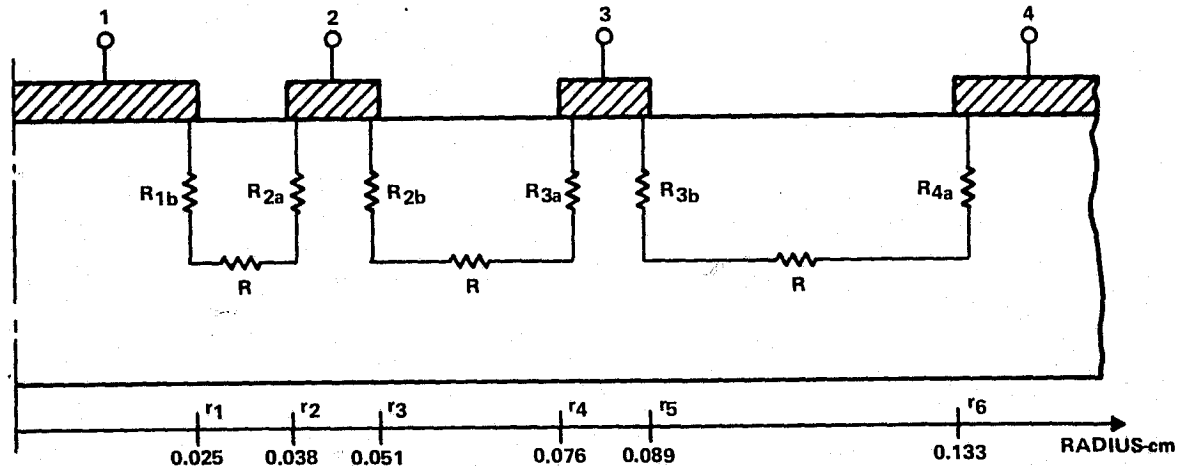 1 2 3 4
R1b R2a R2b R3a R3b R4a
R R R
r1 r2 r3 r4 r5 r6
0.025 0.038 0.051 0.076 0.089 0.133
RADIUS-cm